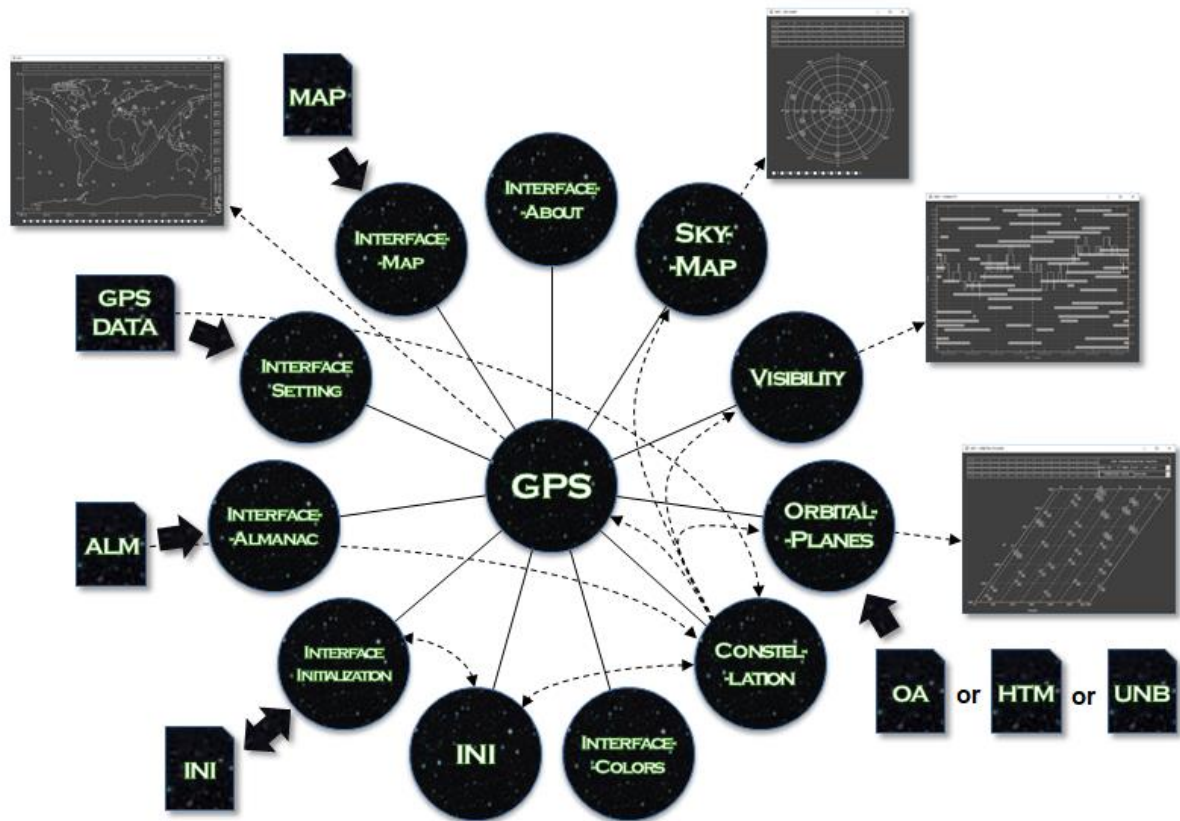 MAP
INTERFACE-
-ABOUT
INTERFACE-
-MAP
SKY-
-MAP
GPS
DATA
INTERFACE
SETTING
VISIBILITY
GPS
ALM
INTERFACE-
-ALMANAC
ORBITAL-
-PLANES
INTERFACE
INITIALIZATION
CONSTEL-
-LATION
OA or HTM or UNB
INI
INI
INTERFACE-
-COLORS